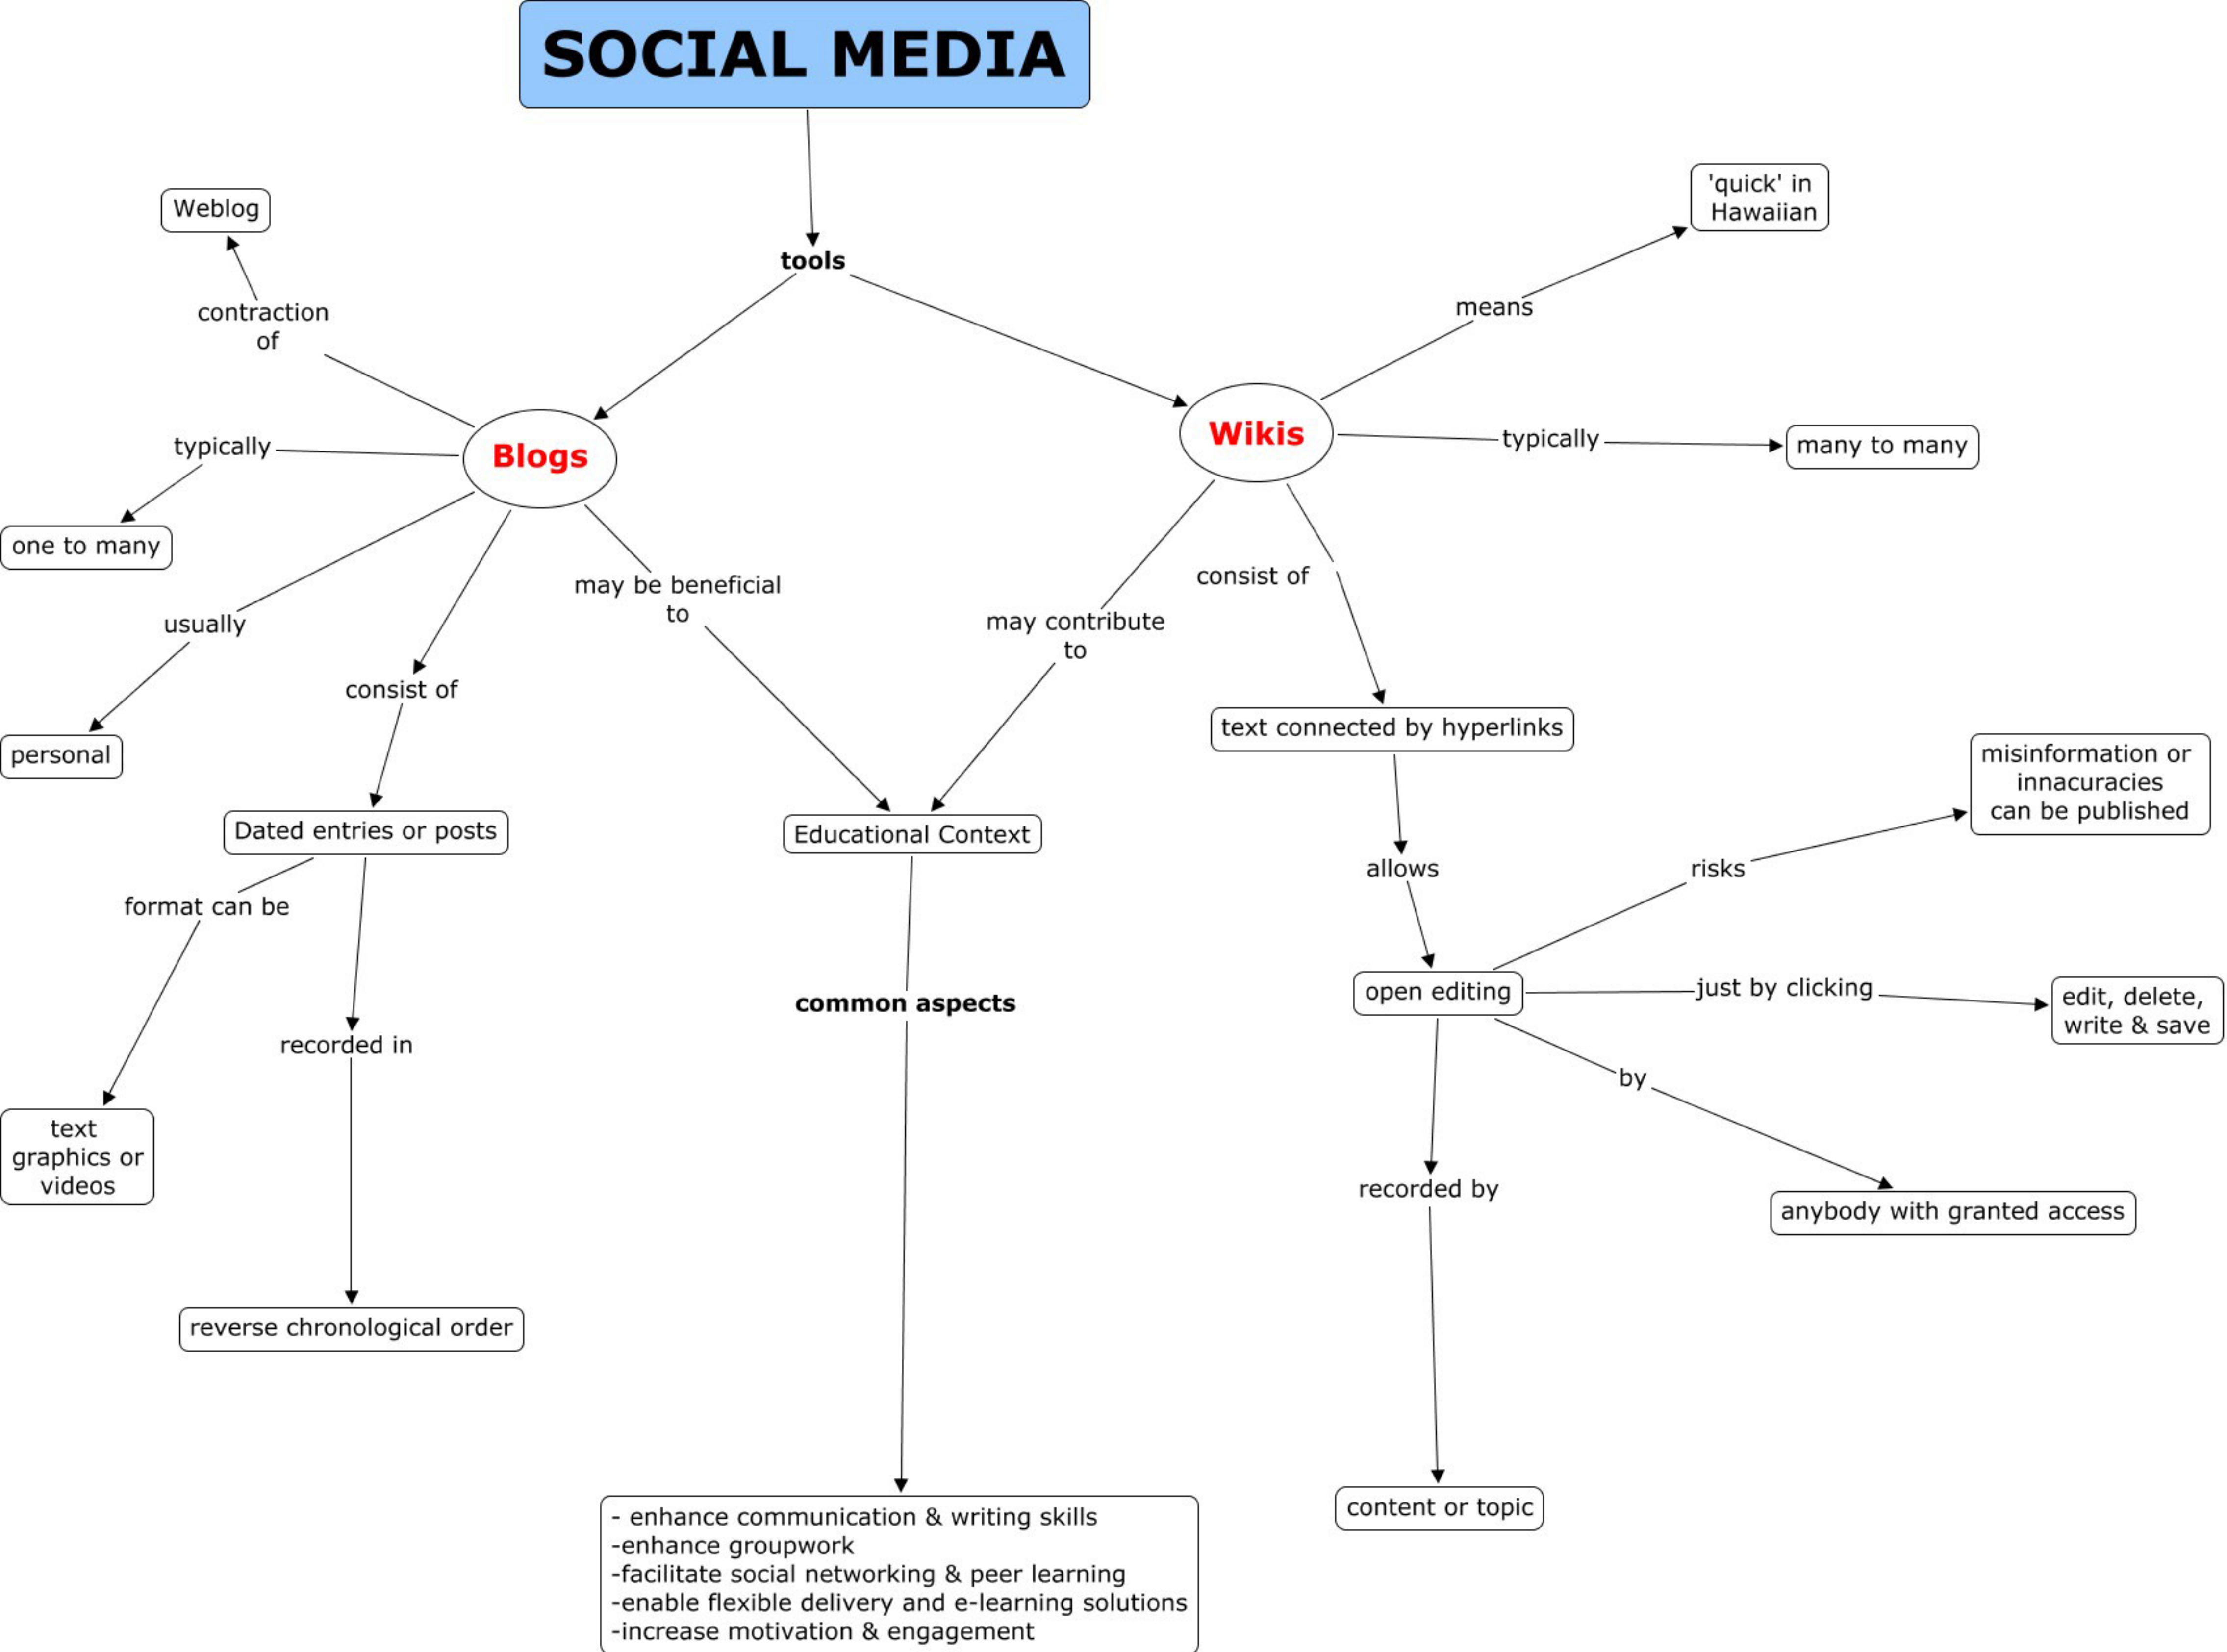 SOCIAL MEDIA
tools
Weblog
contraction
of
Blogs
typically
one to many
usually
personal
consist of
Dated entries or posts
format can be
text
graphics or
videos
recorded in
reverse chronological order
may be beneficial
to
Educational Context
common aspects
- enhance communication & writing skills
-enhance groupwork
-facilitate social networking & peer learning
-enable flexible delivery and e-learning solutions
-increase motivation & engagement
Wikis
means
'quick' in
Hawaiian
typically
many to many
may contribute
to
consist of
text connected by hyperlinks
allows
open editing
risks
misinformation or
innacuracies
can be published
just by clicking
edit, delete,
write & save
by
anybody with granted access
recorded by
content or topic